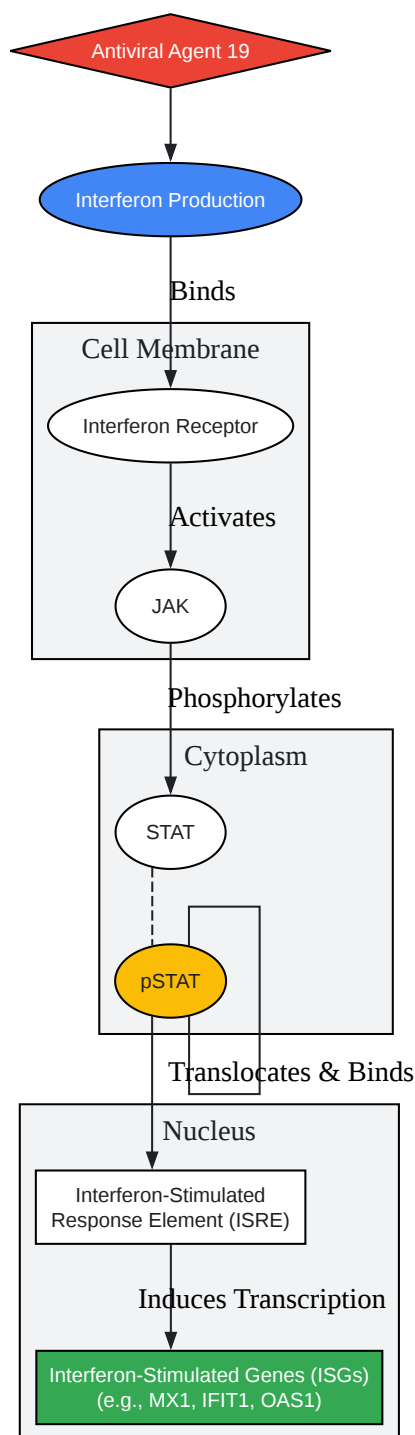 Antiviral Agent 19
Interferon Production
Binds
Cell Membrane
Interferon Receptor
Activates
JAK
Phosphorylates
Cytoplasm
STAT
pSTAT
Translocates & Binds
Nucleus
Interferon-Stimulated
Response Element (ISRE)
Induces Transcription
Interferon-Stimulated Genes (ISGs)
(e.g., MX1, IFIT1, OAS1)